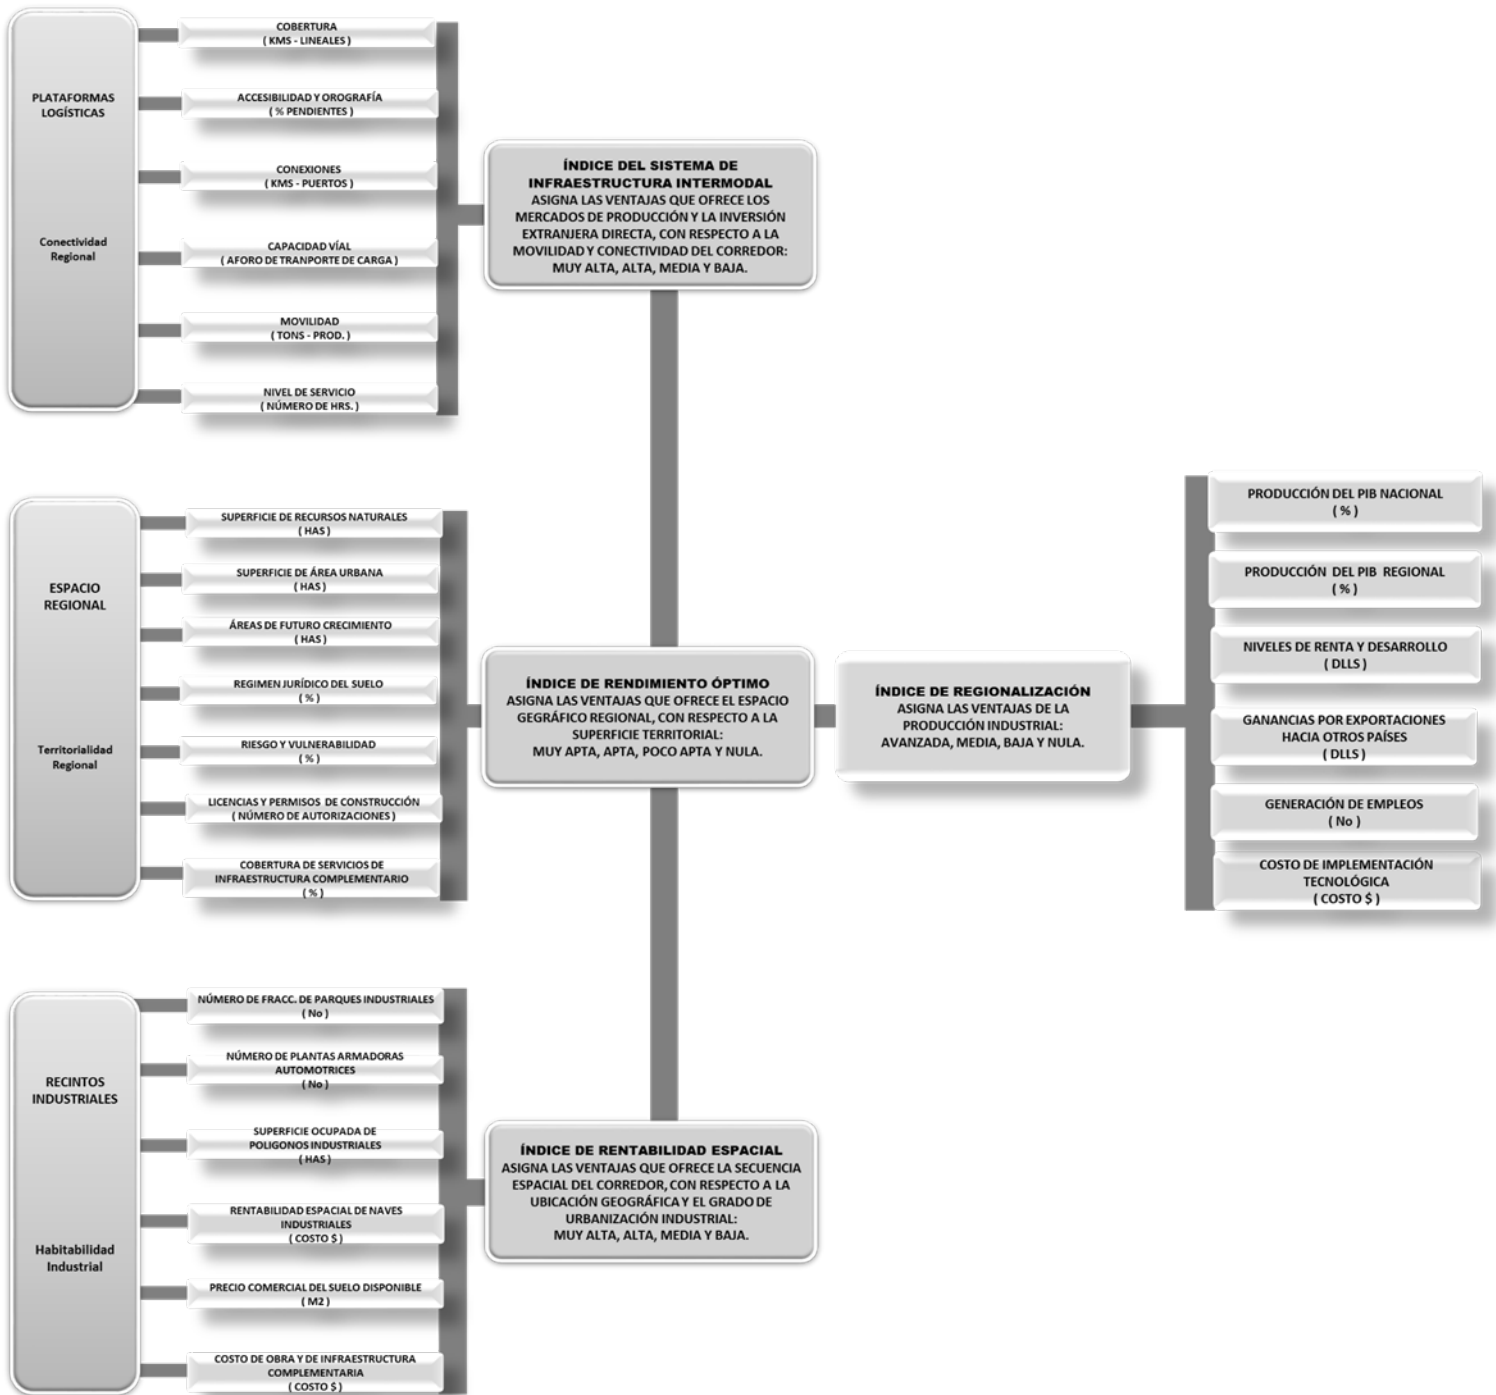 PLATAFORMAS
LOGÍSTICAS
Conectividad
Regional
COBERTURA
( KMS - LINEALES )
ACCESIBILIDAD Y OROGRAFÍA
( % PENDIENTES )
CONEXIONES
( KMS - PUERTOS )
CAPACIDAD VÍAL
( AFORO DE TRANPORTE DE CARGA )
MOVILIDAD
( TONS - PROD. )
NIVEL DE SERVICIO
( NÚMERO DE HRS. )
ÍNDICE DEL SISTEMA DE
INFRAESTRUCTURA INTERMODAL
ASIGNA LAS VENTAJAS QUE OFRECE LOS
MERCADOS DE PRODUCCIÓN Y LA INVERSIÓN
EXTRANJERA DIRECTA, CON RESPECTO A LA
MOVILIDAD Y CONECTIVIDAD DEL CORREDOR:
MUY ALTA, ALTA, MEDIA Y BAJA.
ESPACIO
REGIONAL
Territorialidad
Regional
SUPERFICIE DE RECURSOS NATURALES
( HAS )
SUPERFICIE DE ÁREA URBANA
( HAS )
ÁREAS DE FUTURO CRECIMIENTO
( HAS )
REGIMEN JURÍDICO DEL SUELO
( % )
RIESGO Y VULNERABILIDAD
( % )
LICENCIAS Y PERMISOS DE CONSTRUCCIÓN
( NÚMERO DE AUTORIZACIONES )
COBERTURA DE SERVICIOS DE
INFRAESTRUCTURA COMPLEMENTARIO
( % )
ÍNDICE DE RENDIMIENTO ÓPTIMO
ASIGNA LAS VENTAJAS QUE OFRECE EL ESPACIO
GEGRÁFICO REGIONAL, CON RESPECTO A LA
SUPERFICIE TERRITORIAL:
MUY APTA, APTA, POCO APTA Y NULA.
ÍNDICE DE REGIONALIZACIÓN
ASIGNA LAS VENTAJAS DE LA
PRODUCCIÓN INDUSTRIAL:
AVANZADA, MEDIA, BAJA Y NULA.
PRODUCCIÓN DEL PIB NACIONAL
( % )
PRODUCCIÓN DEL PIB REGIONAL
( % )
NIVELES DE RENTA Y DESARROLLO
( DLLS )
GANANCIAS POR EXPORTACIONES
HACIA OTROS PAÍSES
( DLLS )
GENERACIÓN DE EMPLEOS
( No )
COSTO DE IMPLEMENTACIÓN
TECNOLÓGICA
( COSTO $ )
RECINTOS
INDUSTRIALES
Habitabilidad
Industrial
NÚMERO DE FRACC. DE PARQUES INDUSTRIALES
( No )
NÚMERO DE PLANTAS ARMADORAS
AUTOMOTRICES
( No )
SUPERFICIE OCUPADA DE
POLIGONOS INDUSTRIALES
( HAS )
RENTABILIDAD ESPACIAL DE NAVES
INDUSTRIALES
( COSTO $ )
PRECIO COMERCIAL DEL SUELO DISPONIBLE
( M2 )
COSTO DE OBRA Y DE INFRAESTRUCTURA
COMPLEMENTARIA
( COSTO $ )
ÍNDICE DE RENTABILIDAD ESPACIAL
ASIGNA LAS VENTAJAS QUE OFRECE LA SECUENCIA
ESPACIAL DEL CORREDOR, CON RESPECTO A LA
UBICACIÓN GEOGRÁFICA Y EL GRADO DE
URBANIZACIÓN INDUSTRIAL:
MUY ALTA, ALTA, MEDIA Y BAJA.